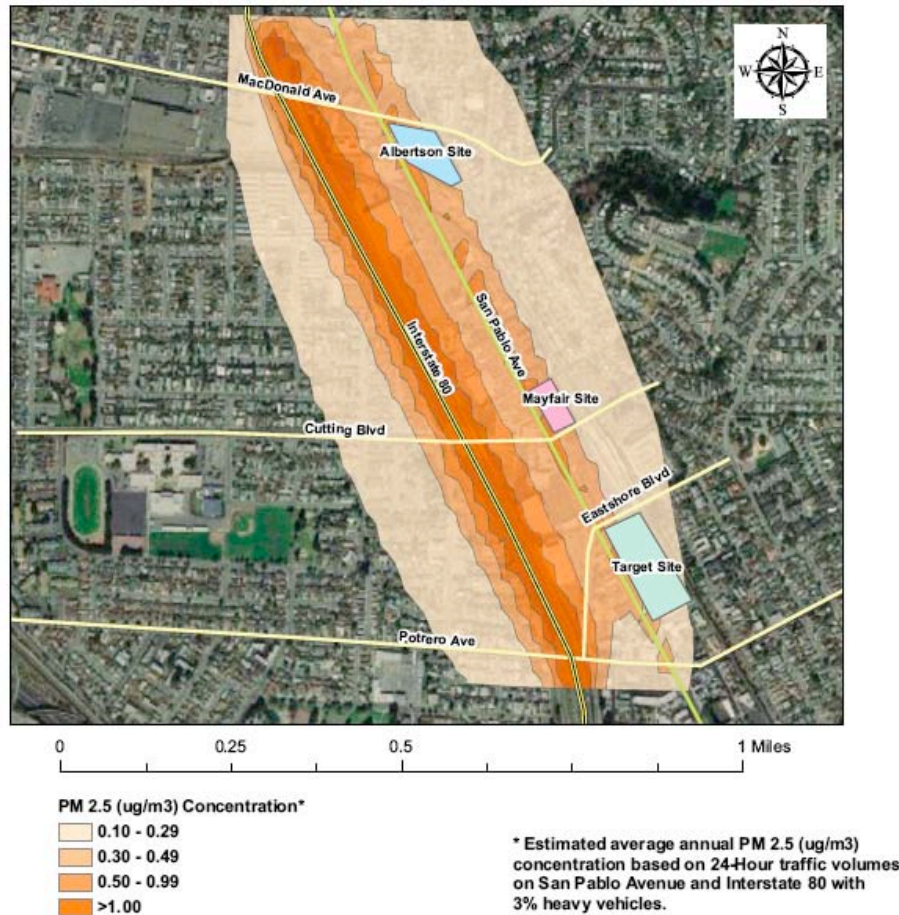 N
W E
S
MacDonald Ave
Albertson Site
San Pablo Ave
Interstate 80
Mayfair Site
Cutting Blvd
Eastshore Blvd
Target Site
Potrero Ave
0 0.25 0.5 1 Miles
PM 2.5 (ug/m3) Concentration*
0.10 - 0.29
0.30 - 0.49
0.50 - 0.99
>1.00
* Estimated average annual PM 2.5 (ug/m3)
concentration based on 24-Hour traffic volumes
on San Pablo Avenue and Interstate 80 with
3% heavy vehicles.